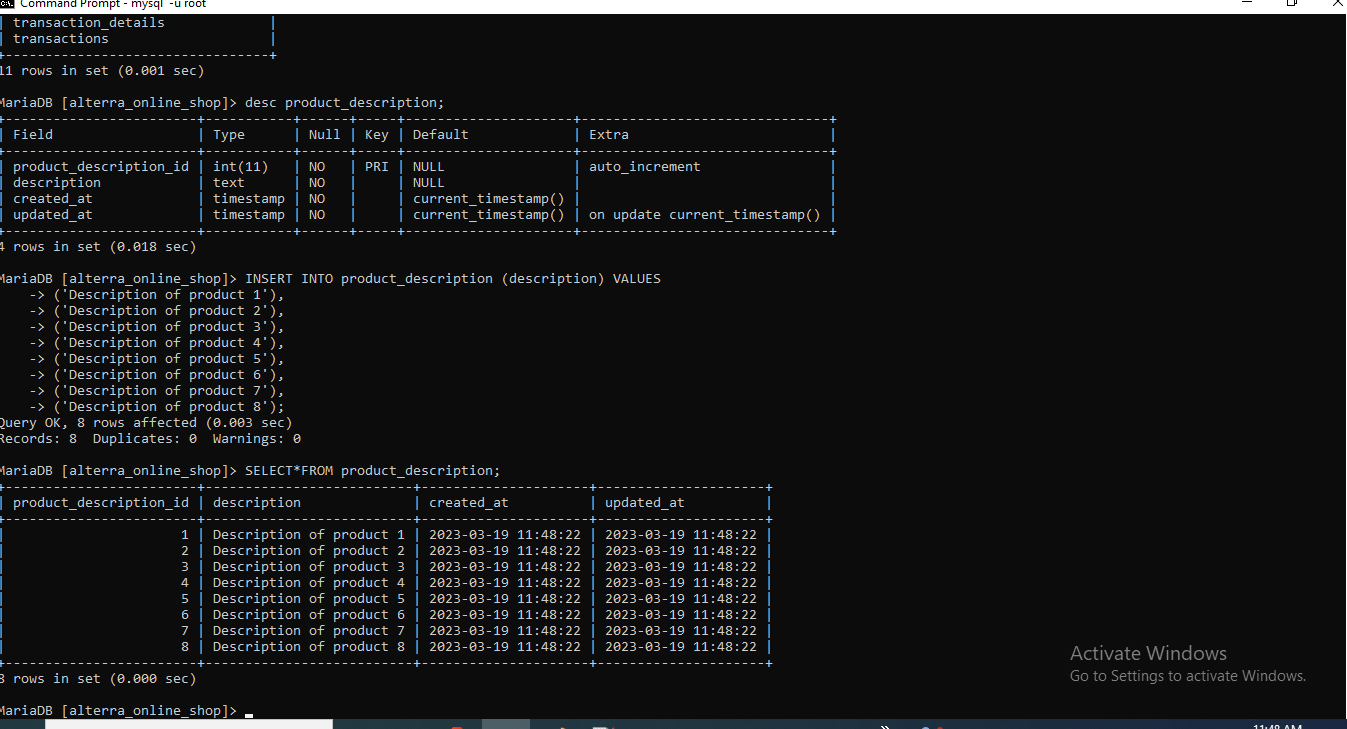 Command Prompt - mysql -u root
| transaction_details             |
| transactions                    |
+---------------------------------+
11 rows in set (0.001 sec)
MariaDB [alterra_online_shop]> desc product_description;
+------------------------+-----------+------+-----+---------------------+-------------------------------+
| Field                  | Type      | Null | Key | Default             | Extra                         |
+------------------------+-----------+------+-----+---------------------+-------------------------------+
| product_description_id | int(11)   | NO   | PRI | NULL                | auto_increment                |
| description            | text      | NO   |     | NULL                |                               |
| created_at             | timestamp | NO   |     | current_timestamp() |                               |
| updated_at             | timestamp | NO   |     | current_timestamp() | on update current_timestamp() |
+------------------------+-----------+------+-----+---------------------+-------------------------------+
4 rows in set (0.018 sec)
MariaDB [alterra_online_shop]> INSERT INTO product_description (description) VALUES
    -> ('Description of product 1'),
    -> ('Description of product 2'),
    -> ('Description of product 3'),
    -> ('Description of product 4'),
    -> ('Description of product 5'),
    -> ('Description of product 6'),
    -> ('Description of product 7'),
    -> ('Description of product 8');
Query OK, 8 rows affected (0.003 sec)
Records: 8  Duplicates: 0  Warnings: 0
MariaDB [alterra_online_shop]> SELECT*FROM product_description;
+------------------------+--------------------------+---------------------+---------------------+
| product_description_id | description              | created_at          | updated_at          |
+------------------------+--------------------------+---------------------+---------------------+
|                      1 | Description of product 1 | 2023-03-19 11:48:22 | 2023-03-19 11:48:22 |
|                      2 | Description of product 2 | 2023-03-19 11:48:22 | 2023-03-19 11:48:22 |
|                      3 | Description of product 3 | 2023-03-19 11:48:22 | 2023-03-19 11:48:22 |
|                      4 | Description of product 4 | 2023-03-19 11:48:22 | 2023-03-19 11:48:22 |
|                      5 | Description of product 5 | 2023-03-19 11:48:22 | 2023-03-19 11:48:22 |
|                      6 | Description of product 6 | 2023-03-19 11:48:22 | 2023-03-19 11:48:22 |
|                      7 | Description of product 7 | 2023-03-19 11:48:22 | 2023-03-19 11:48:22 |
|                      8 | Description of product 8 | 2023-03-19 11:48:22 | 2023-03-19 11:48:22 |
+------------------------+--------------------------+---------------------+---------------------+
8 rows in set (0.000 sec)
MariaDB [alterra_online_shop]>
Activate Windows
Go to Settings to activate Windows.
11:48 AM